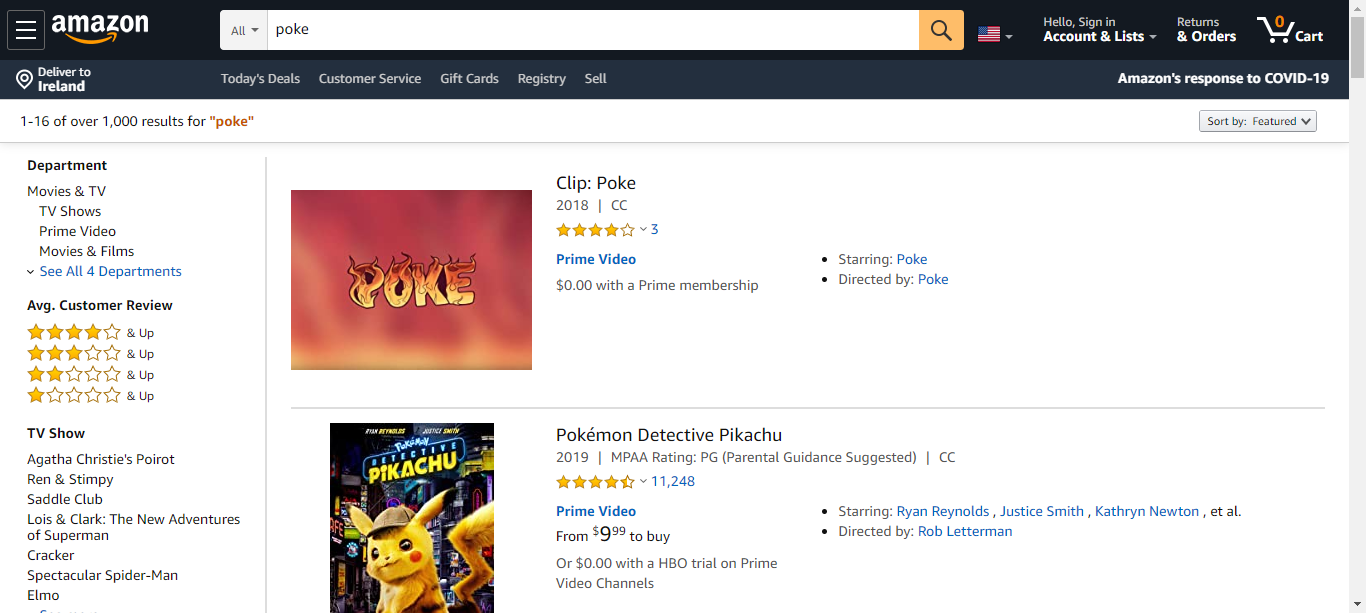 amazon
All
poke
Hello, Sign in
Account & Lists
Returns
& Orders
0
Cart
Deliver to
Ireland
Today's Deals
Customer Service
Gift Cards
Registry
Sell
Amazon's response to COVID-19
1-16 of over 1,000 results for "poke"
Sort by: Featured
Department
Movies & TV
TV Shows
Prime Video
Movies & Films
See All 4 Departments
Avg. Customer Review
& Up
& Up
& Up
& Up
TV Show
Agatha Christie's Poirot
Ren & Stimpy
Saddle Club
Lois & Clark: The New Adventures
of Superman
Cracker
Spectacular Spider-Man
Elmo
POKE
Clip: Poke
2018 | CC
3
Prime Video
$0.00 with a Prime membership
Starring: Poke
Directed by: Poke
RYAN REYNOLDS JUSTICE SMITH
POKÉMON
DETECTIVE
PIKACHU
Pokémon Detective Pikachu
2019 | MPAA Rating: PG (Parental Guidance Suggested) | CC
11,248
Prime Video
From $999 to buy
Or $0.00 with a HBO trial on Prime
Video Channels
Starring: Ryan Reynolds , Justice Smith , Kathryn Newton , et al.
Directed by: Rob Letterman